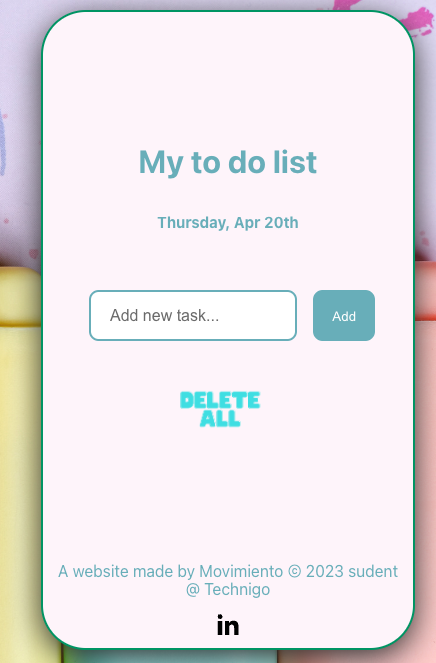 My to do list
Thursday, Apr 20th
Add new task...
Add
DELETE
ALL
A website made by Movimiento © 2023 sudent
@ Technigo
in